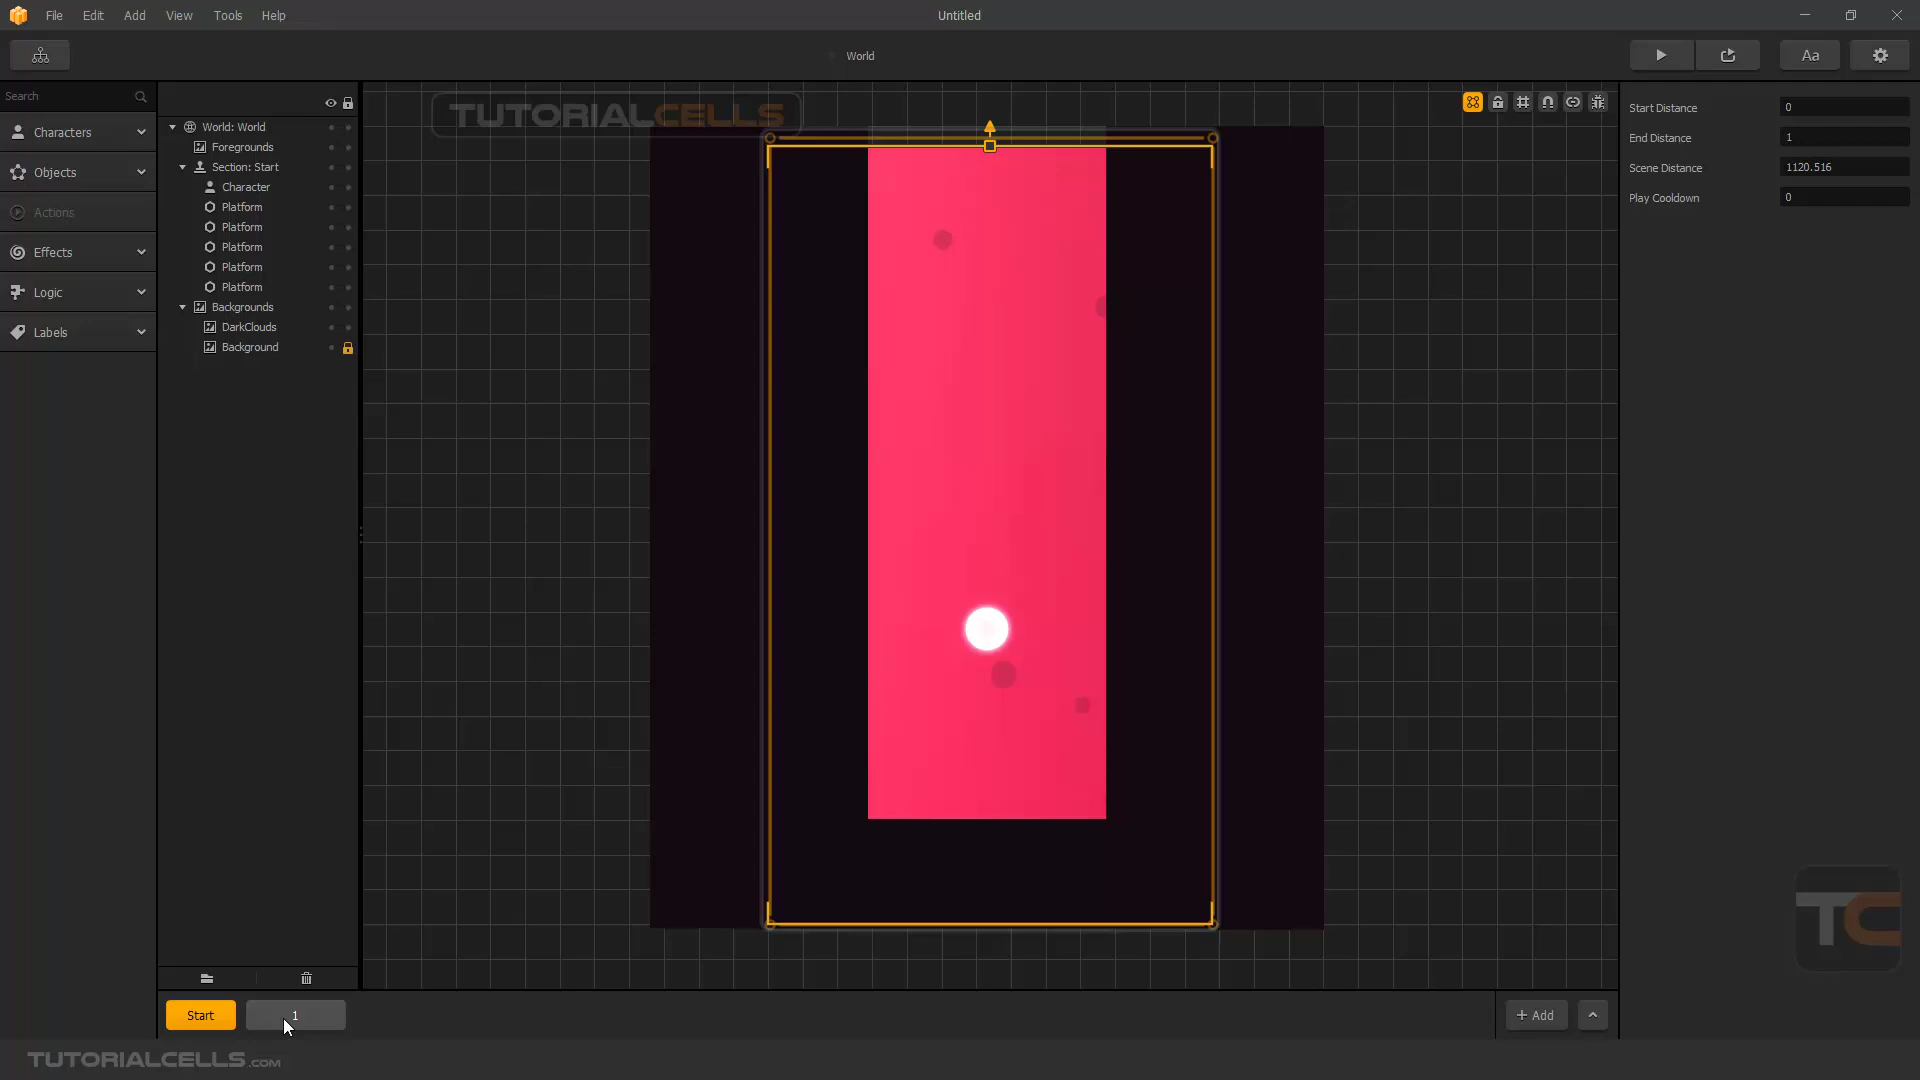 File Edit Add View Tools Help
Untitled
World
Aa
Search
Characters
Objects
Actions
Effects
Logic
Labels
World: World
Foregrounds
Section: Start
Character
Platform
Platform
Platform
Platform
Platform
Backgrounds
DarkClouds
Background
TUTORIALCELLS
Start Distance 0
End Distance 1
Scene Distance 1120.516
Play Cooldown 0
TC
Start 1
+ Add
TUTORIALCELLS.COM